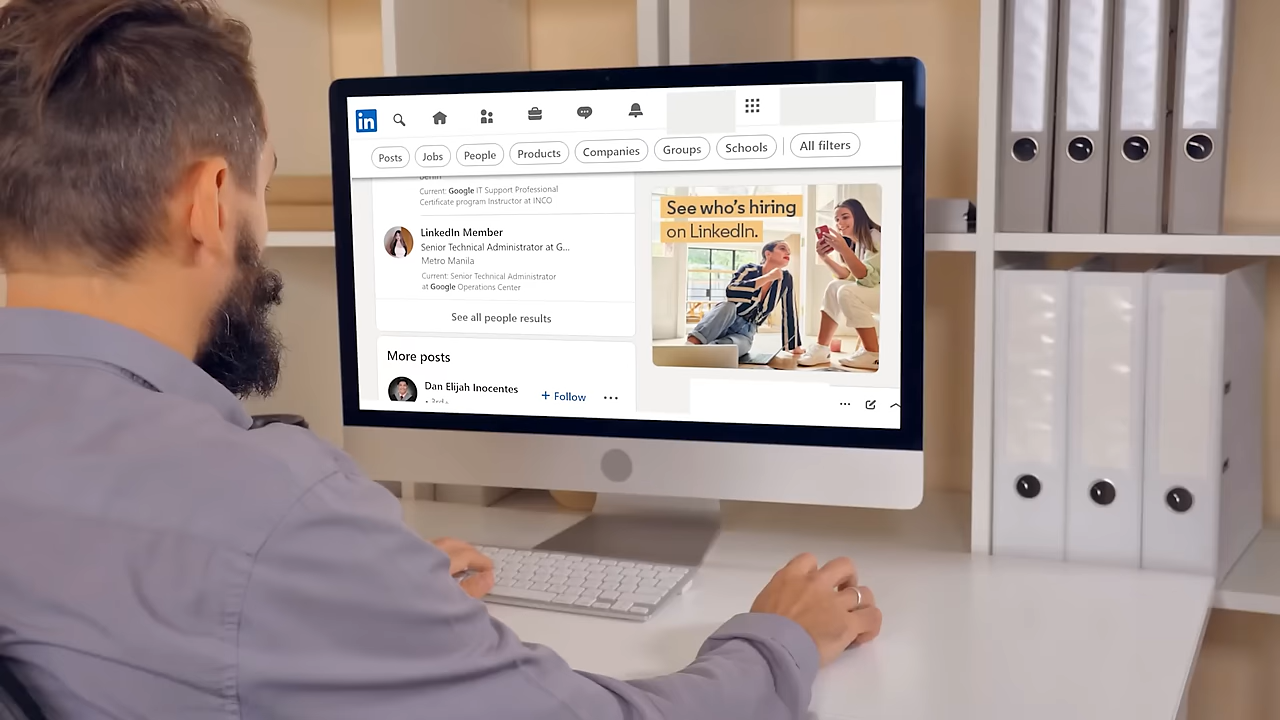 in
Posts Jobs People Products Companies Groups Schools All filters
Current: Google IT Support Professional
Certificate program Instructor at INCO
LinkedIn Member
Senior Technical Administrator at G...
Metro Manila
Current: Senior Technical Administrator
at Google Operations Center
See all people results
More posts
Dan Elijah Inocentes
+ Follow
See who's hiring
on LinkedIn.